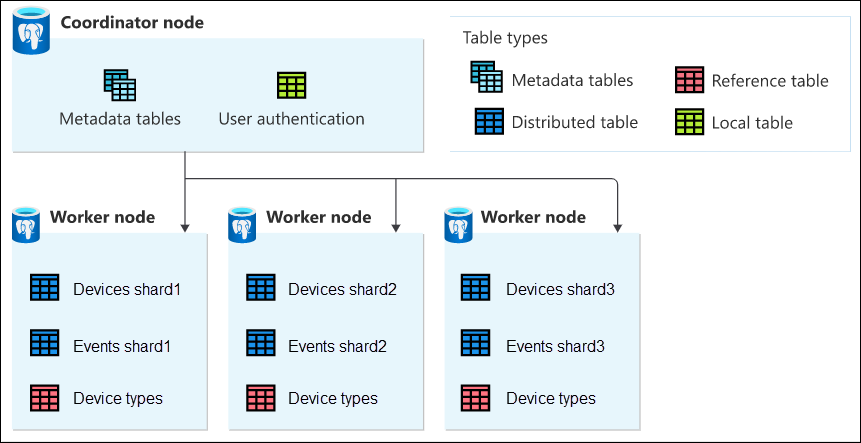 Coordinator node
Metadata tables
User authentication
Table types
Metadata tables
Reference table
Distributed table
Local table
Worker node
Worker node
Worker node
Devices shard1
Devices shard2
Devices shard3
Events shard1
Events shard2
Events shard3
Device types
Device types
Device types